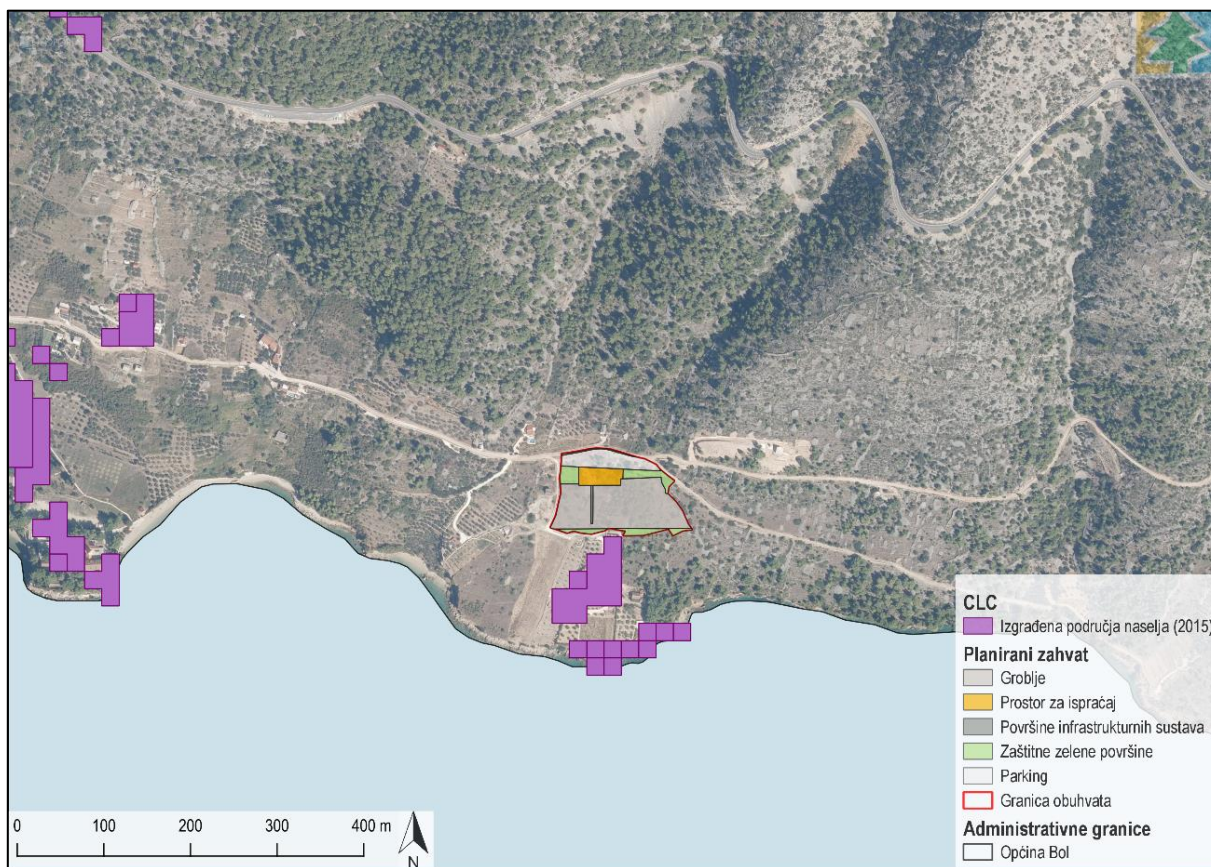 CLC
Izgrađena područja naselja (2015)
Planirani zahvat
Groblje
Prostor za ispraćaj
Površine infrastrukturnih sustava
Zaštitne zelene površine
Parking
Granica obuhvata
Administrativne granice
Općina Bol
0 100 200 300 400 m
N